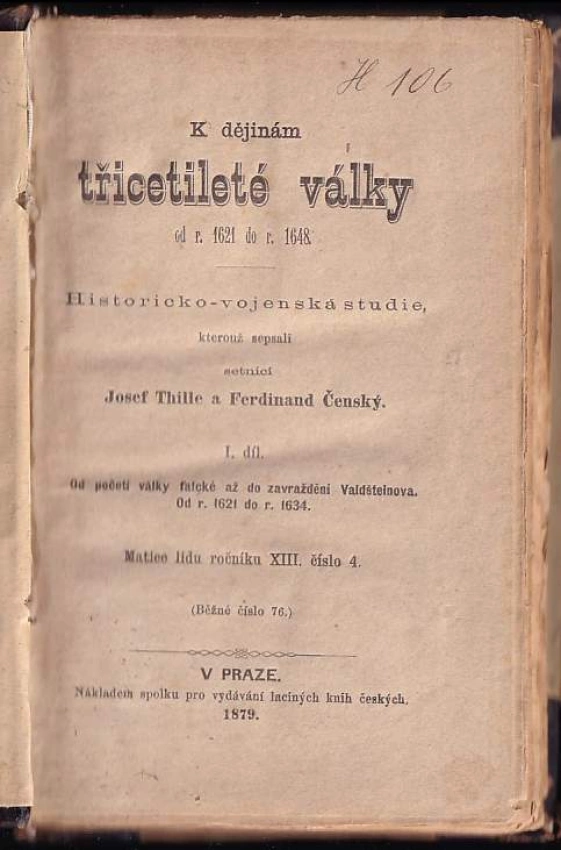 H 106
K dějinám
třicetileté války
od r. 1621 do r. 1648
Historicko-vojenská studie,
kterouž sepsali
setníci
Josef Thille a Ferdinand Čenský.
I. díl.
Od početí války falcké až do zavraždění Valdšteinova.
Od r. 1621 do r. 1634.
Matice lidu ročníku XIII. číslo 4.
(Běžné číslo 76.)
V PRAZE.
Nákladem spolku pro vydávání laciných knih českých.
1879.